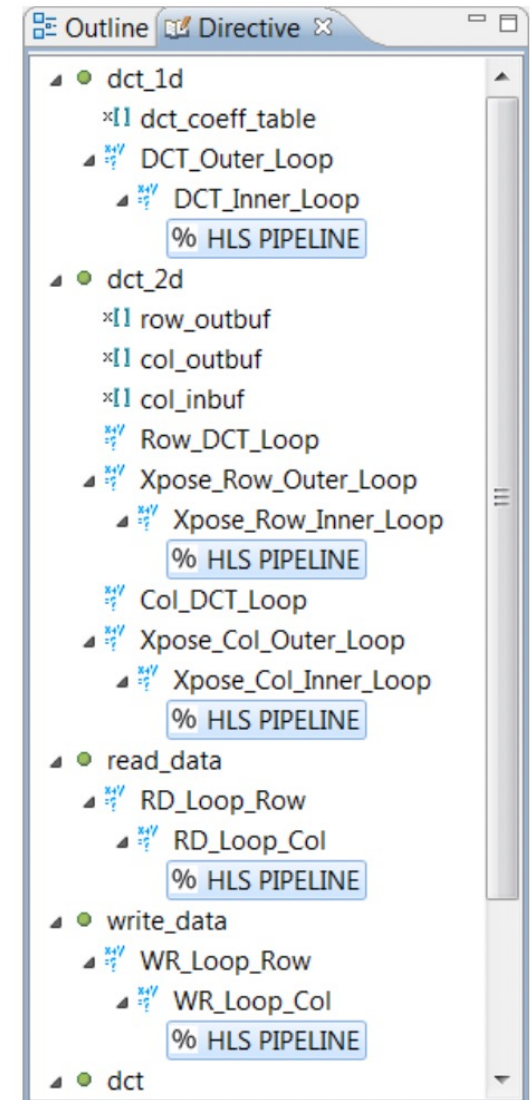 Outline Directive
dct_1d
x[] dct_coeff_table
DCT_Outer_Loop
DCT_Inner_Loop
% HLS PIPELINE
dct_2d
x[] row_outbuf
x[] col_outbuf
x[] col_inbuf
Row_DCT_Loop
Xpose_Row_Outer_Loop
Xpose_Row_Inner_Loop
% HLS PIPELINE
Col_DCT_Loop
Xpose_Col_Outer_Loop
Xpose_Col_Inner_Loop
% HLS PIPELINE
read_data
RD_Loop_Row
RD_Loop_Col
% HLS PIPELINE
write_data
WR_Loop_Row
WR_Loop_Col
% HLS PIPELINE
dct